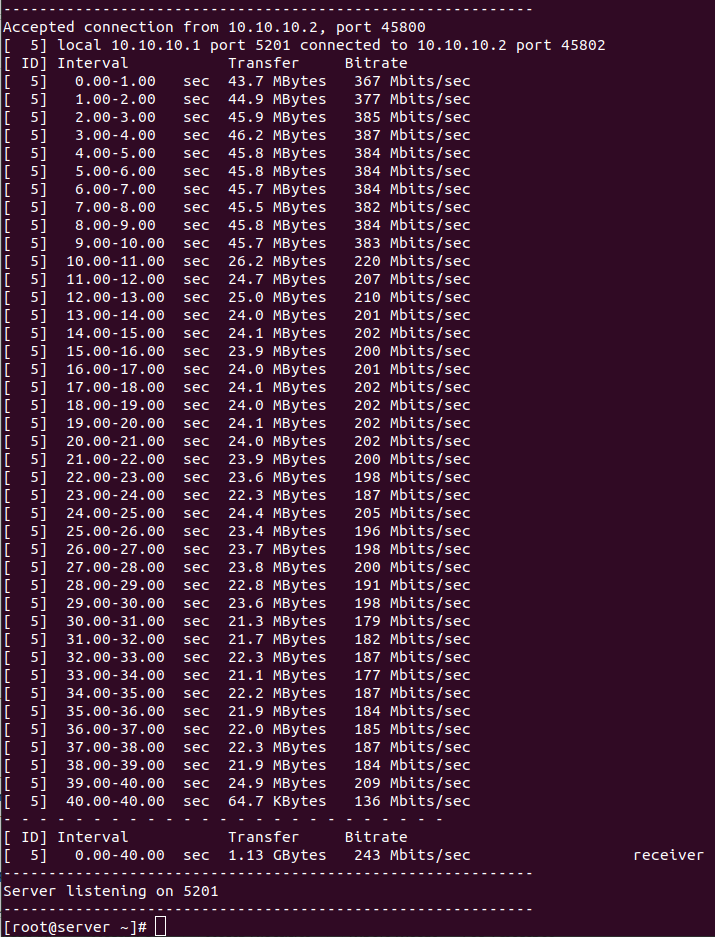 -----------------------------------------------------------
Accepted connection from 10.10.10.2, port 45800
[  5] local 10.10.10.1 port 5201 connected to 10.10.10.2 port 45802
[ ID] Interval           Transfer     Bitrate
[  5]   0.00-1.00   sec  43.7 MBytes   367 Mbits/sec
[  5]   1.00-2.00   sec  44.9 MBytes   377 Mbits/sec
[  5]   2.00-3.00   sec  45.9 MBytes   385 Mbits/sec
[  5]   3.00-4.00   sec  46.2 MBytes   387 Mbits/sec
[  5]   4.00-5.00   sec  45.8 MBytes   384 Mbits/sec
[  5]   5.00-6.00   sec  45.8 MBytes   384 Mbits/sec
[  5]   6.00-7.00   sec  45.7 MBytes   384 Mbits/sec
[  5]   7.00-8.00   sec  45.5 MBytes   382 Mbits/sec
[  5]   8.00-9.00   sec  45.8 MBytes   384 Mbits/sec
[  5]   9.00-10.00  sec  45.7 MBytes   383 Mbits/sec
[  5]  10.00-11.00  sec  26.2 MBytes   220 Mbits/sec
[  5]  11.00-12.00  sec  24.7 MBytes   207 Mbits/sec
[  5]  12.00-13.00  sec  25.0 MBytes   210 Mbits/sec
[  5]  13.00-14.00  sec  24.0 MBytes   201 Mbits/sec
[  5]  14.00-15.00  sec  24.1 MBytes   202 Mbits/sec
[  5]  15.00-16.00  sec  23.9 MBytes   200 Mbits/sec
[  5]  16.00-17.00  sec  24.0 MBytes   201 Mbits/sec
[  5]  17.00-18.00  sec  24.1 MBytes   202 Mbits/sec
[  5]  18.00-19.00  sec  24.0 MBytes   202 Mbits/sec
[  5]  19.00-20.00  sec  24.1 MBytes   202 Mbits/sec
[  5]  20.00-21.00  sec  24.0 MBytes   202 Mbits/sec
[  5]  21.00-22.00  sec  23.9 MBytes   200 Mbits/sec
[  5]  22.00-23.00  sec  23.6 MBytes   198 Mbits/sec
[  5]  23.00-24.00  sec  22.3 MBytes   187 Mbits/sec
[  5]  24.00-25.00  sec  24.4 MBytes   205 Mbits/sec
[  5]  25.00-26.00  sec  23.4 MBytes   196 Mbits/sec
[  5]  26.00-27.00  sec  23.7 MBytes   198 Mbits/sec
[  5]  27.00-28.00  sec  23.8 MBytes   200 Mbits/sec
[  5]  28.00-29.00  sec  22.8 MBytes   191 Mbits/sec
[  5]  29.00-30.00  sec  23.6 MBytes   198 Mbits/sec
[  5]  30.00-31.00  sec  21.3 MBytes   179 Mbits/sec
[  5]  31.00-32.00  sec  21.7 MBytes   182 Mbits/sec
[  5]  32.00-33.00  sec  22.3 MBytes   187 Mbits/sec
[  5]  33.00-34.00  sec  21.1 MBytes   177 Mbits/sec
[  5]  34.00-35.00  sec  22.2 MBytes   187 Mbits/sec
[  5]  35.00-36.00  sec  21.9 MBytes   184 Mbits/sec
[  5]  36.00-37.00  sec  22.0 MBytes   185 Mbits/sec
[  5]  37.00-38.00  sec  22.3 MBytes   187 Mbits/sec
[  5]  38.00-39.00  sec  21.9 MBytes   184 Mbits/sec
[  5]  39.00-40.00  sec  24.9 MBytes   209 Mbits/sec
[  5]  40.00-40.00  sec  64.7 KBytes   136 Mbits/sec
- - - - - - - - - - - - - - - - - - - - - - - - -
[ ID] Interval           Transfer     Bitrate
[  5]   0.00-40.00  sec  1.13 GBytes   243 Mbits/sec                  receiver
-----------------------------------------------------------
Server listening on 5201
-----------------------------------------------------------
[root@server ~]#